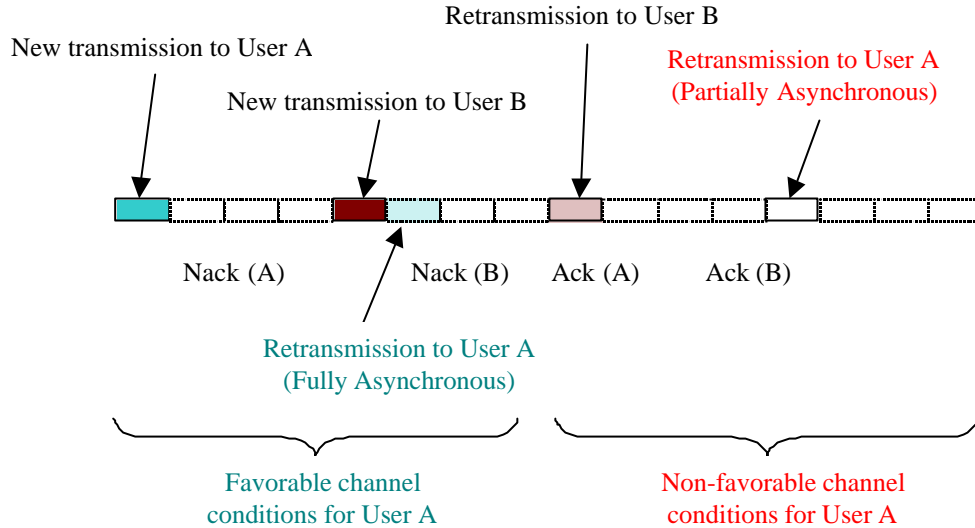 Retransmission to User B
New transmission to User A
Retransmission to User A
(Partially Asynchronous)
New transmission to User B
Nack (A)
Nack (B)
Ack (A)
Ack (B)
Retransmission to User A
(Fully Asynchronous)
Favorable channel
conditions for User A
Non-favorable channel
conditions for User A